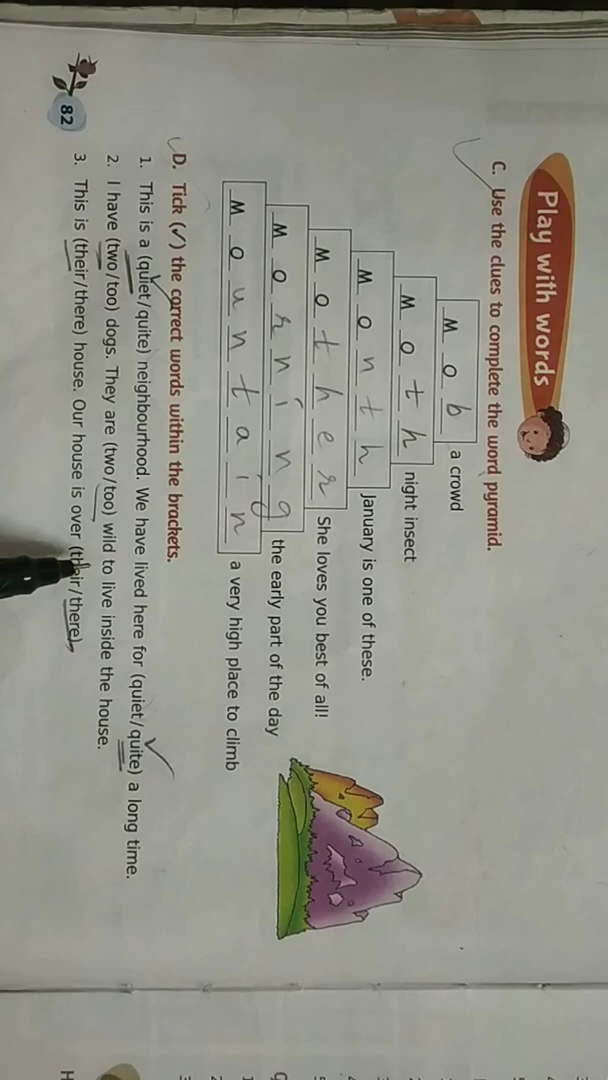 Play with words
C. Use the clues to complete the word pyramid.
M o b a crowd
M o t h night insect
M o n t h January is one of these.
M o t h e r She loves you best of all!
M o r n i n g the early part of the day
M o u n t a i n a very high place to climb
D. Tick (✓) the correct words within the brackets.
1. This is a (quiet/quite) neighbourhood. We have lived here for (quiet/quite) a long time.
2. I have (two/too) dogs. They are (two/too) wild to live inside the house.
3. This is (their/there) house. Our house is over (their/there).
82